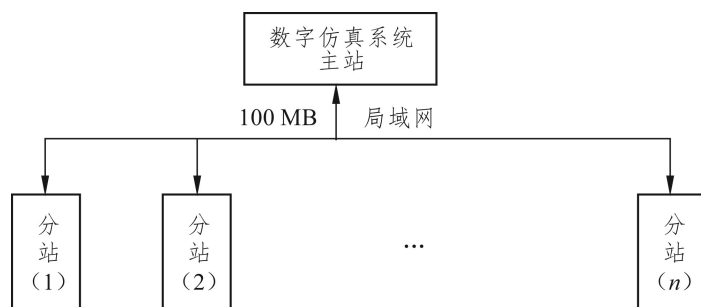 数字仿真系统
主站
100 MB 局域网
分
站
（1）
分
站
（2）
...
分
站
（n）